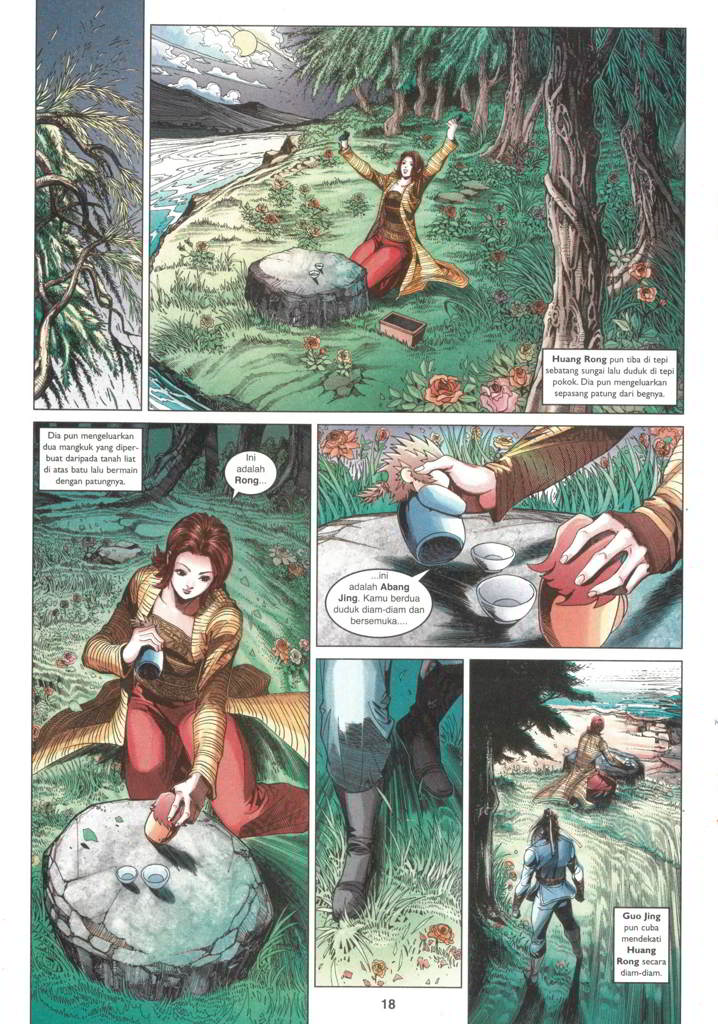 Huang Rong pun tiba di tepi
sebatang sungai lalu duduk di tepi
pokok. Dia pun mengeluarkan
sepasang patung dari begnya.
Dia pun mengeluarkan
dua mangkuk yang diper-
buat daripada tanah liat
di atas batu lalu bermain
dengan patungnya.
Ini
adalah
Rong...
...ini
adalah Abang
Jing. Kamu berdua
duduk diam-diam dan
bersemuka....
Guo Jing
pun cuba
mendekati
Huang
Rong secara
diam-diam.
18